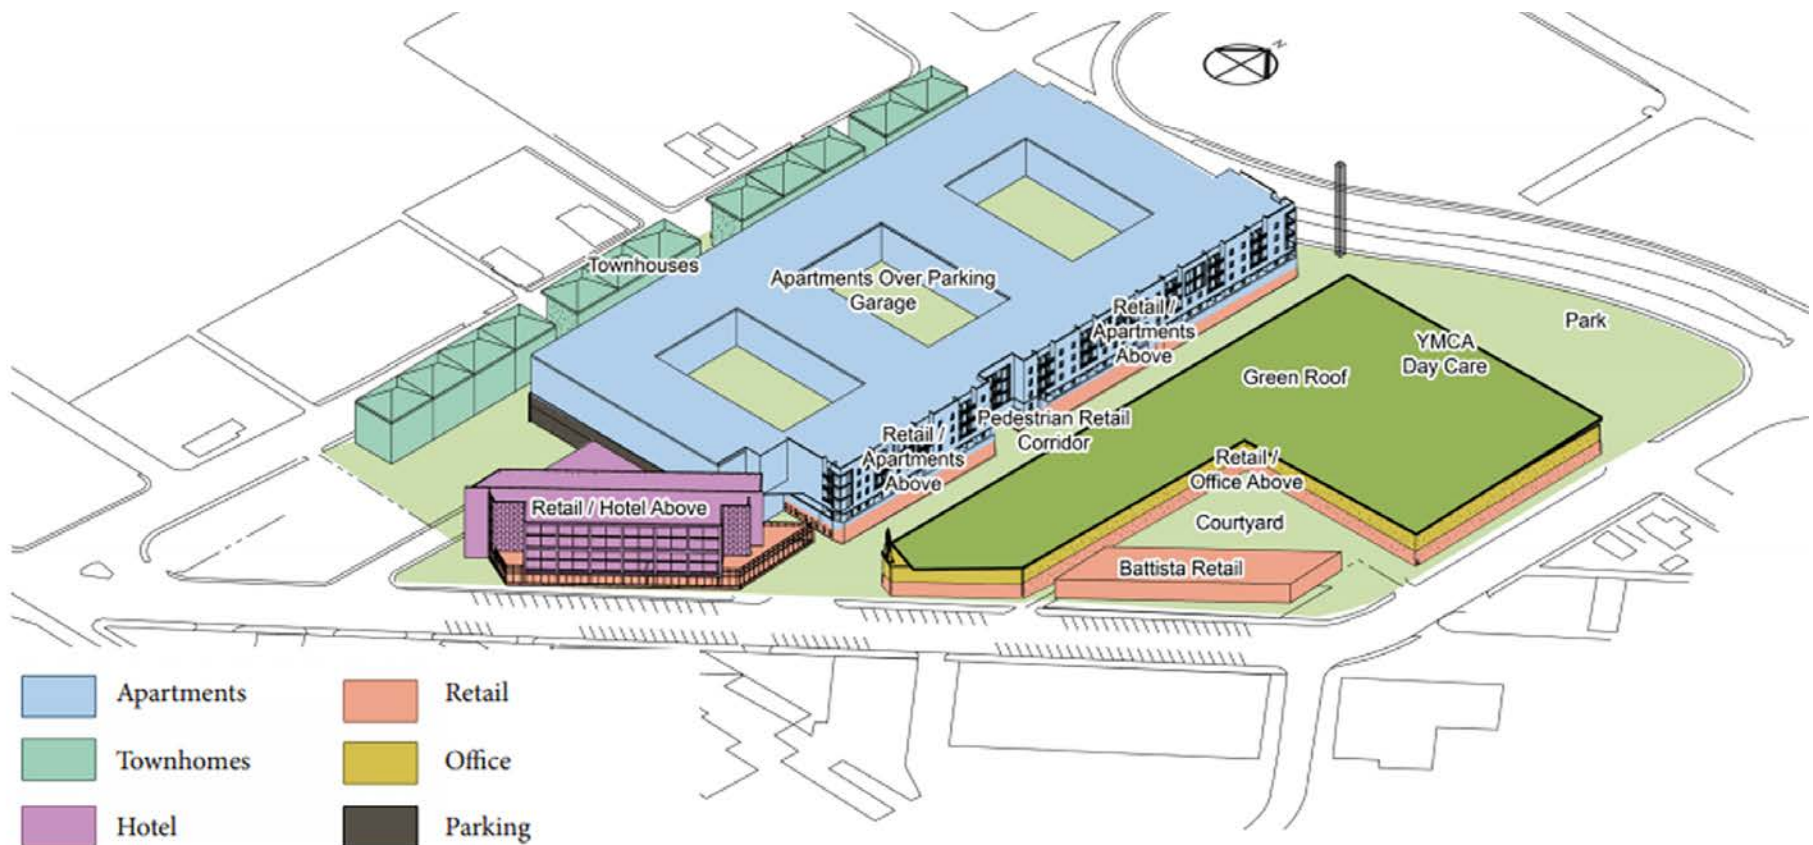 N
Townhouses
Apartments Over Parking
Garage
Retail /
Apartments
Above
Park
YMCA
Day Care
Green Roof
Pedestrian Retail
Corridor
Retail /
Apartments
Above
Retail /
Office Above
Retail / Hotel Above
Courtyard
Battista Retail
Apartments
Retail
Townhomes
Office
Hotel
Parking